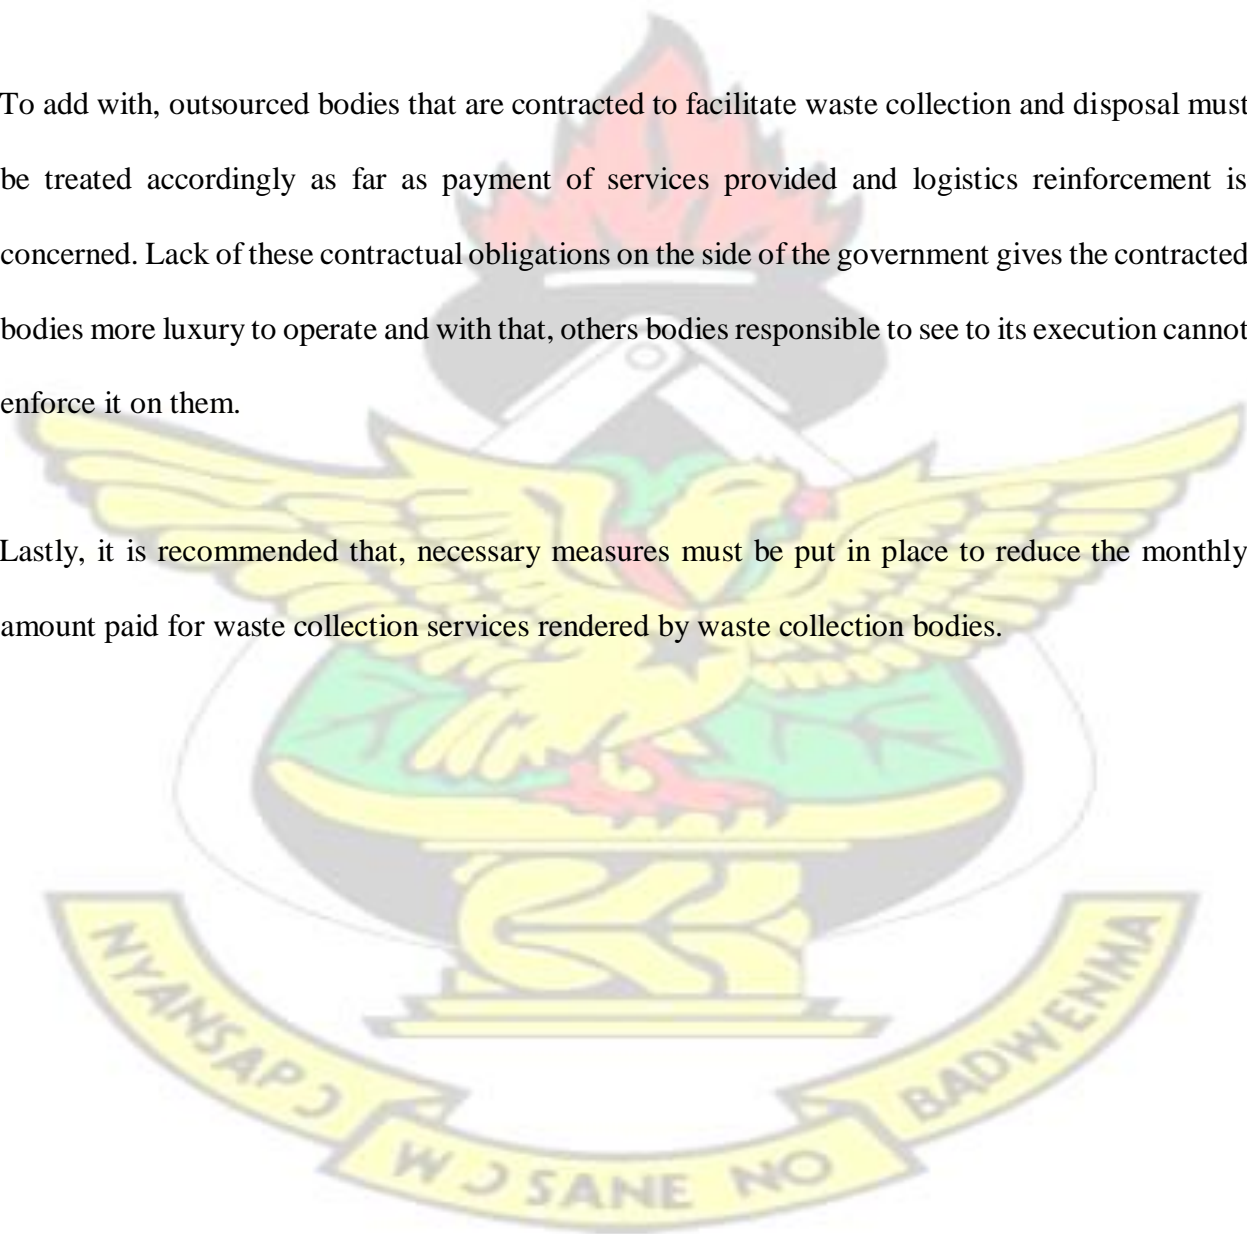 To add with, outsourced bodies that are contracted to facilitate waste collection and disposal must
be treated accordingly as far as payment of services provided and logistics reinforcement is
concerned. Lack of these contractual obligations on the side of the government gives the contracted
bodies more luxury to operate and with that, others bodies responsible to see to its execution cannot
enforce it on them.
Lastly, it is recommended that, necessary measures must be put in place to reduce the monthly
amount paid for waste collection services rendered by waste collection bodies.
NYANSAPƆ
WƆSANE NO
BADWENMA